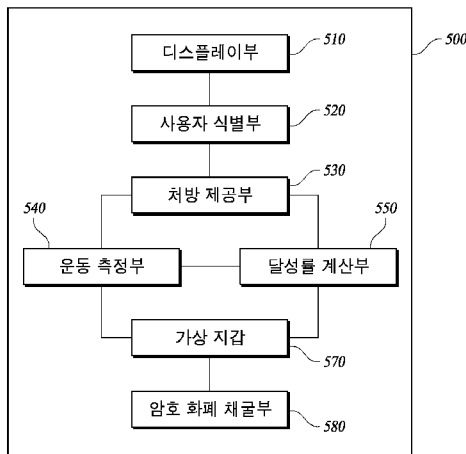 디스플레이부
510
500
사용자 식별부
520
처방 제공부
530
540
운동 측정부
550
달성률 계산부
가상 지갑
570
암호 화폐 채굴부
580